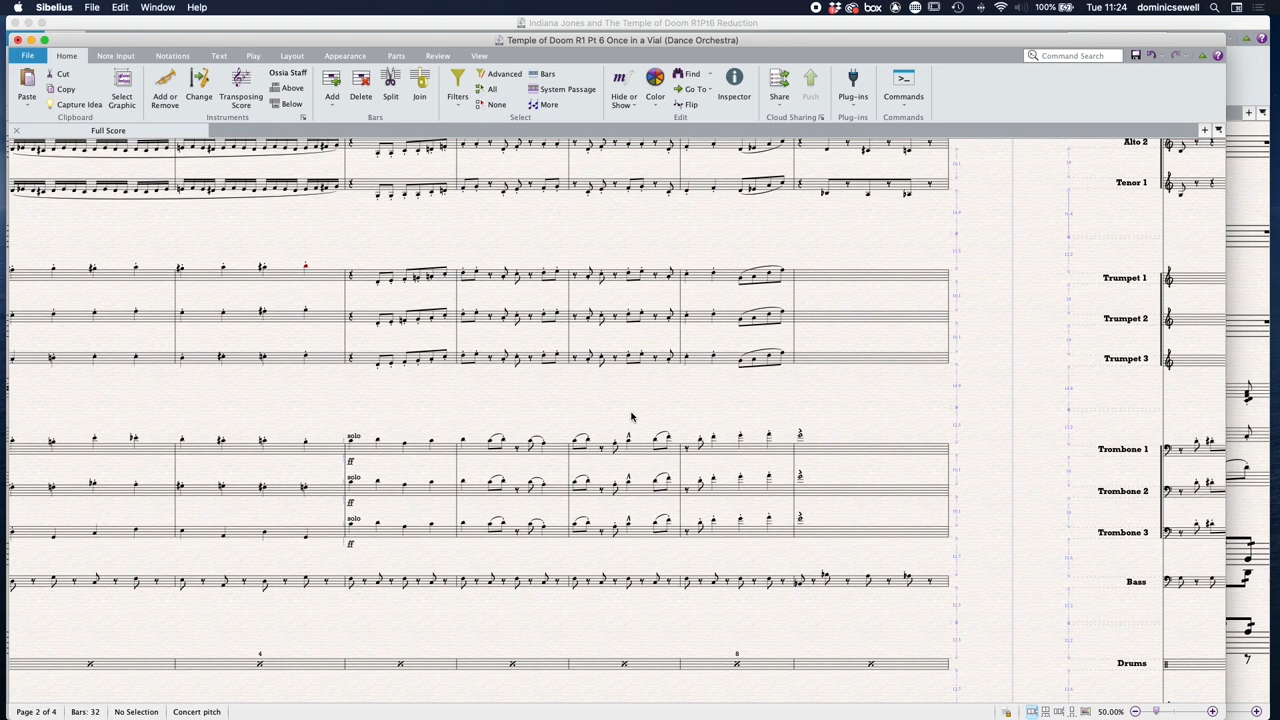 Sibelius File Edit Window Help 100% Tue 11:24 dominicsewell
Indiana Jones and The Temple of Doom R1Pt6 Reduction
Temple of Doom R1 Pt 6 Once in a Vial (Dance Orchestra)
File Home Note Input Notations Text Play Layout Appearance Parts Review View Command Search
Paste Cut Copy Capture Idea Select Graphic Clipboard
Add or Remove Change Transposing Score Ossia Staff Above Below Instruments
Add Delete Split Join Bars
Filters Advanced All None Bars System Passage More Select
Hide or Show Color Find Go To Flip Inspector Edit
Share Push Cloud Sharing
Plug-ins Plug-ins
Commands Commands
Full Score
Alto 2
Tenor 1
Trumpet 1
Trumpet 2
Trumpet 3
solo
ff
Trombone 1
solo
ff
Trombone 2
solo
ff
Trombone 3
Bass
4 8
Drums
Page 2 of 4 Bars: 32 No Selection Concert pitch 50.00%